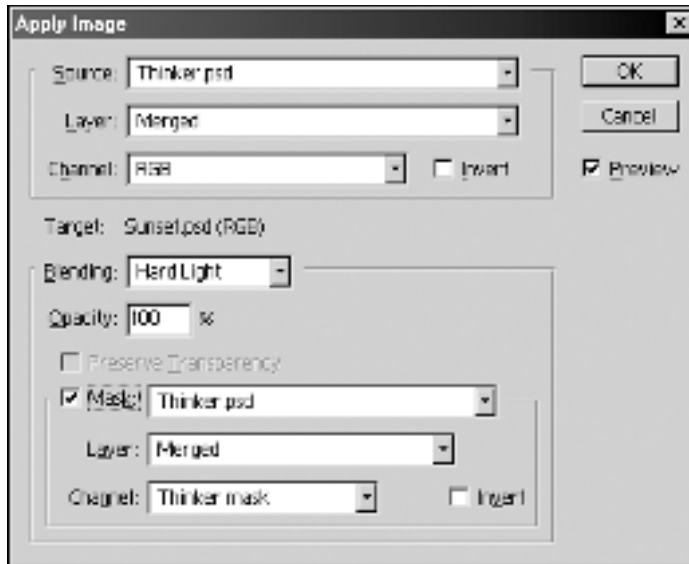 Apply Image
Source: Thinker.psd
OK
Layer: Merged
Cancel
Channel: RGB
Invert
Preview
Target: Sunset.psd (RGB)
Blending: Hard Light
Opacity: 100 %
Preserve Transparency
Mask: Thinker.psd
Layer: Merged
Channel: Thinker mask
Invert